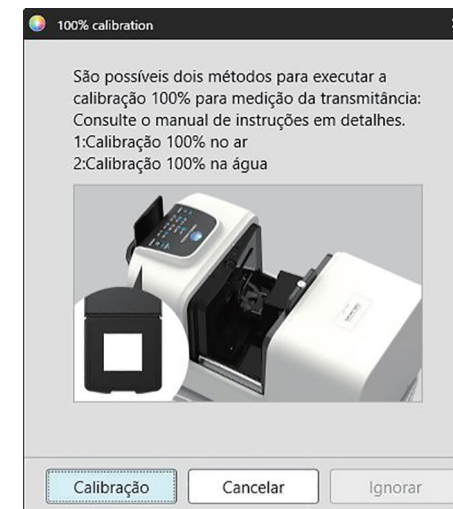 100% calibration
São possíveis dois métodos para executar a
calibração 100% para medição da transmitância:
Consulte o manual de instruções em detalhes.
1:Calibração 100% no ar
2:Calibração 100% na água
Calibração
Cancelar
Ignorar